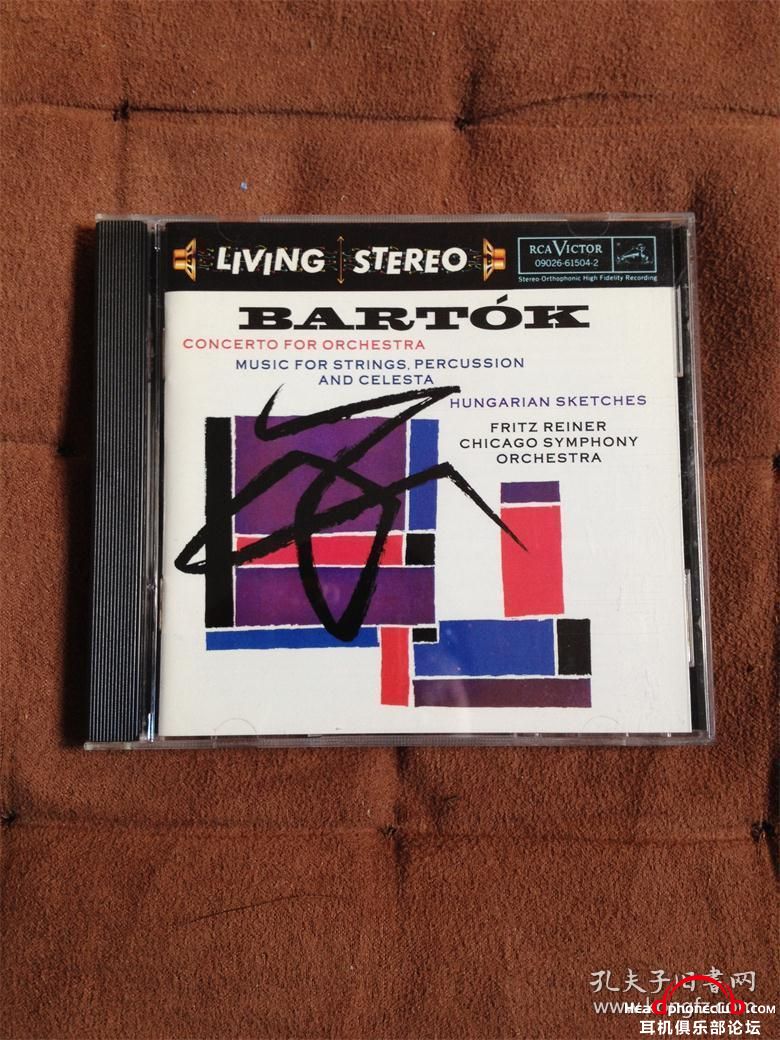 LIVING STEREO
RCA VICTOR
09026-61504-2
Stereo-Orthophonic High Fidelity Recording
BARTÓK
CONCERTO FOR ORCHESTRA
MUSIC FOR STRINGS, PERCUSSION
AND CELESTA
HUNGARIAN SKETCHES
FRITZ REINER
CHICAGO SYMPHONY
ORCHESTRA
孔夫子旧书网
耳机俱乐部论坛